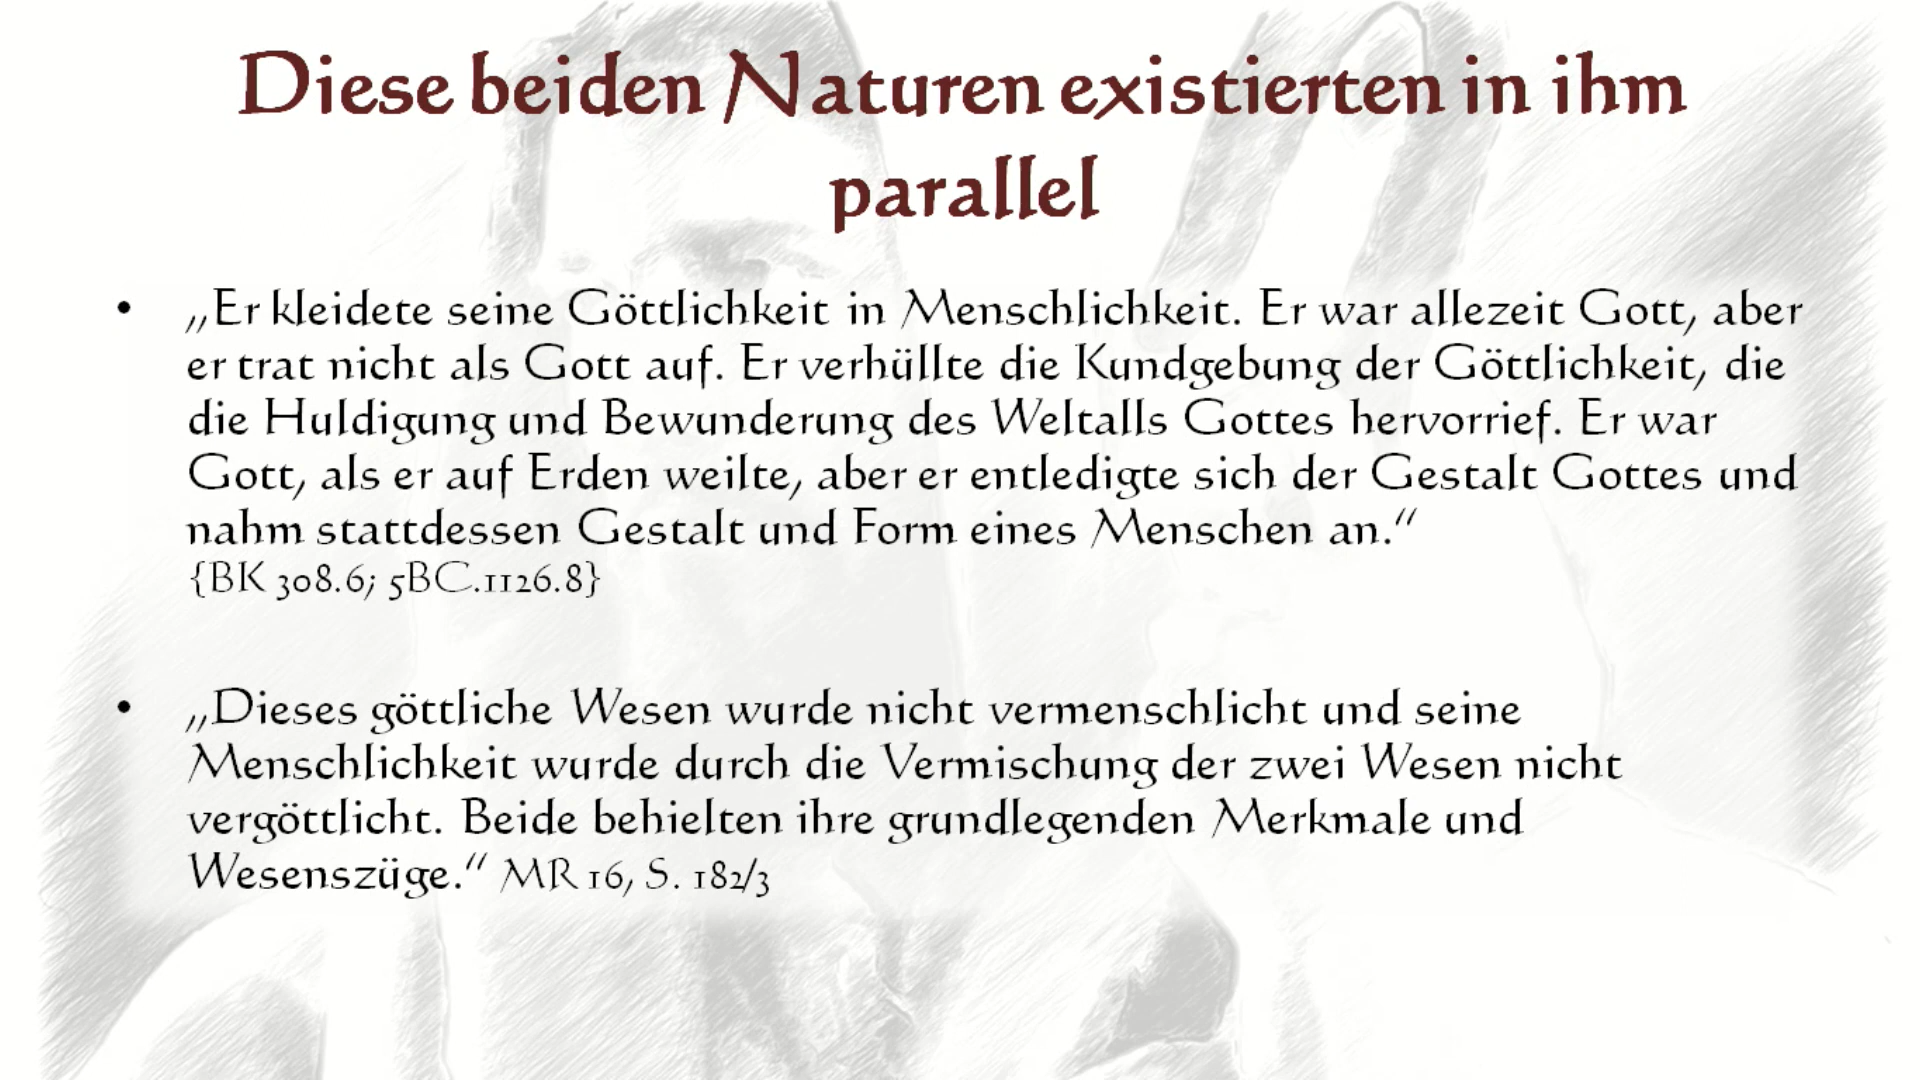 Diese beiden Naturen existierten in ihm
parallel
• „Er kleidete seine Göttlichkeit in Menschlichkeit. Er war allezeit Gott, aber
er trat nicht als Gott auf. Er verhüllte die Kundgebung der Göttlichkeit, die
die Huldigung und Bewunderung des Weltalls Gottes hervorrief. Er war
Gott, als er auf Erden weilte, aber er entledigte sich der Gestalt Gottes und
nahm stattdessen Gestalt und Form eines Menschen an.“
{BK 308.6; 5BC.1126.8}
• „Dieses göttliche Wesen wurde nicht vermenschlicht und seine
Menschlichkeit wurde durch die Vermischung der zwei Wesen nicht
vergöttlicht. Beide behielten ihre grundlegenden Merkmale und
Wesenszüge.“ MR 16, S. 182/3